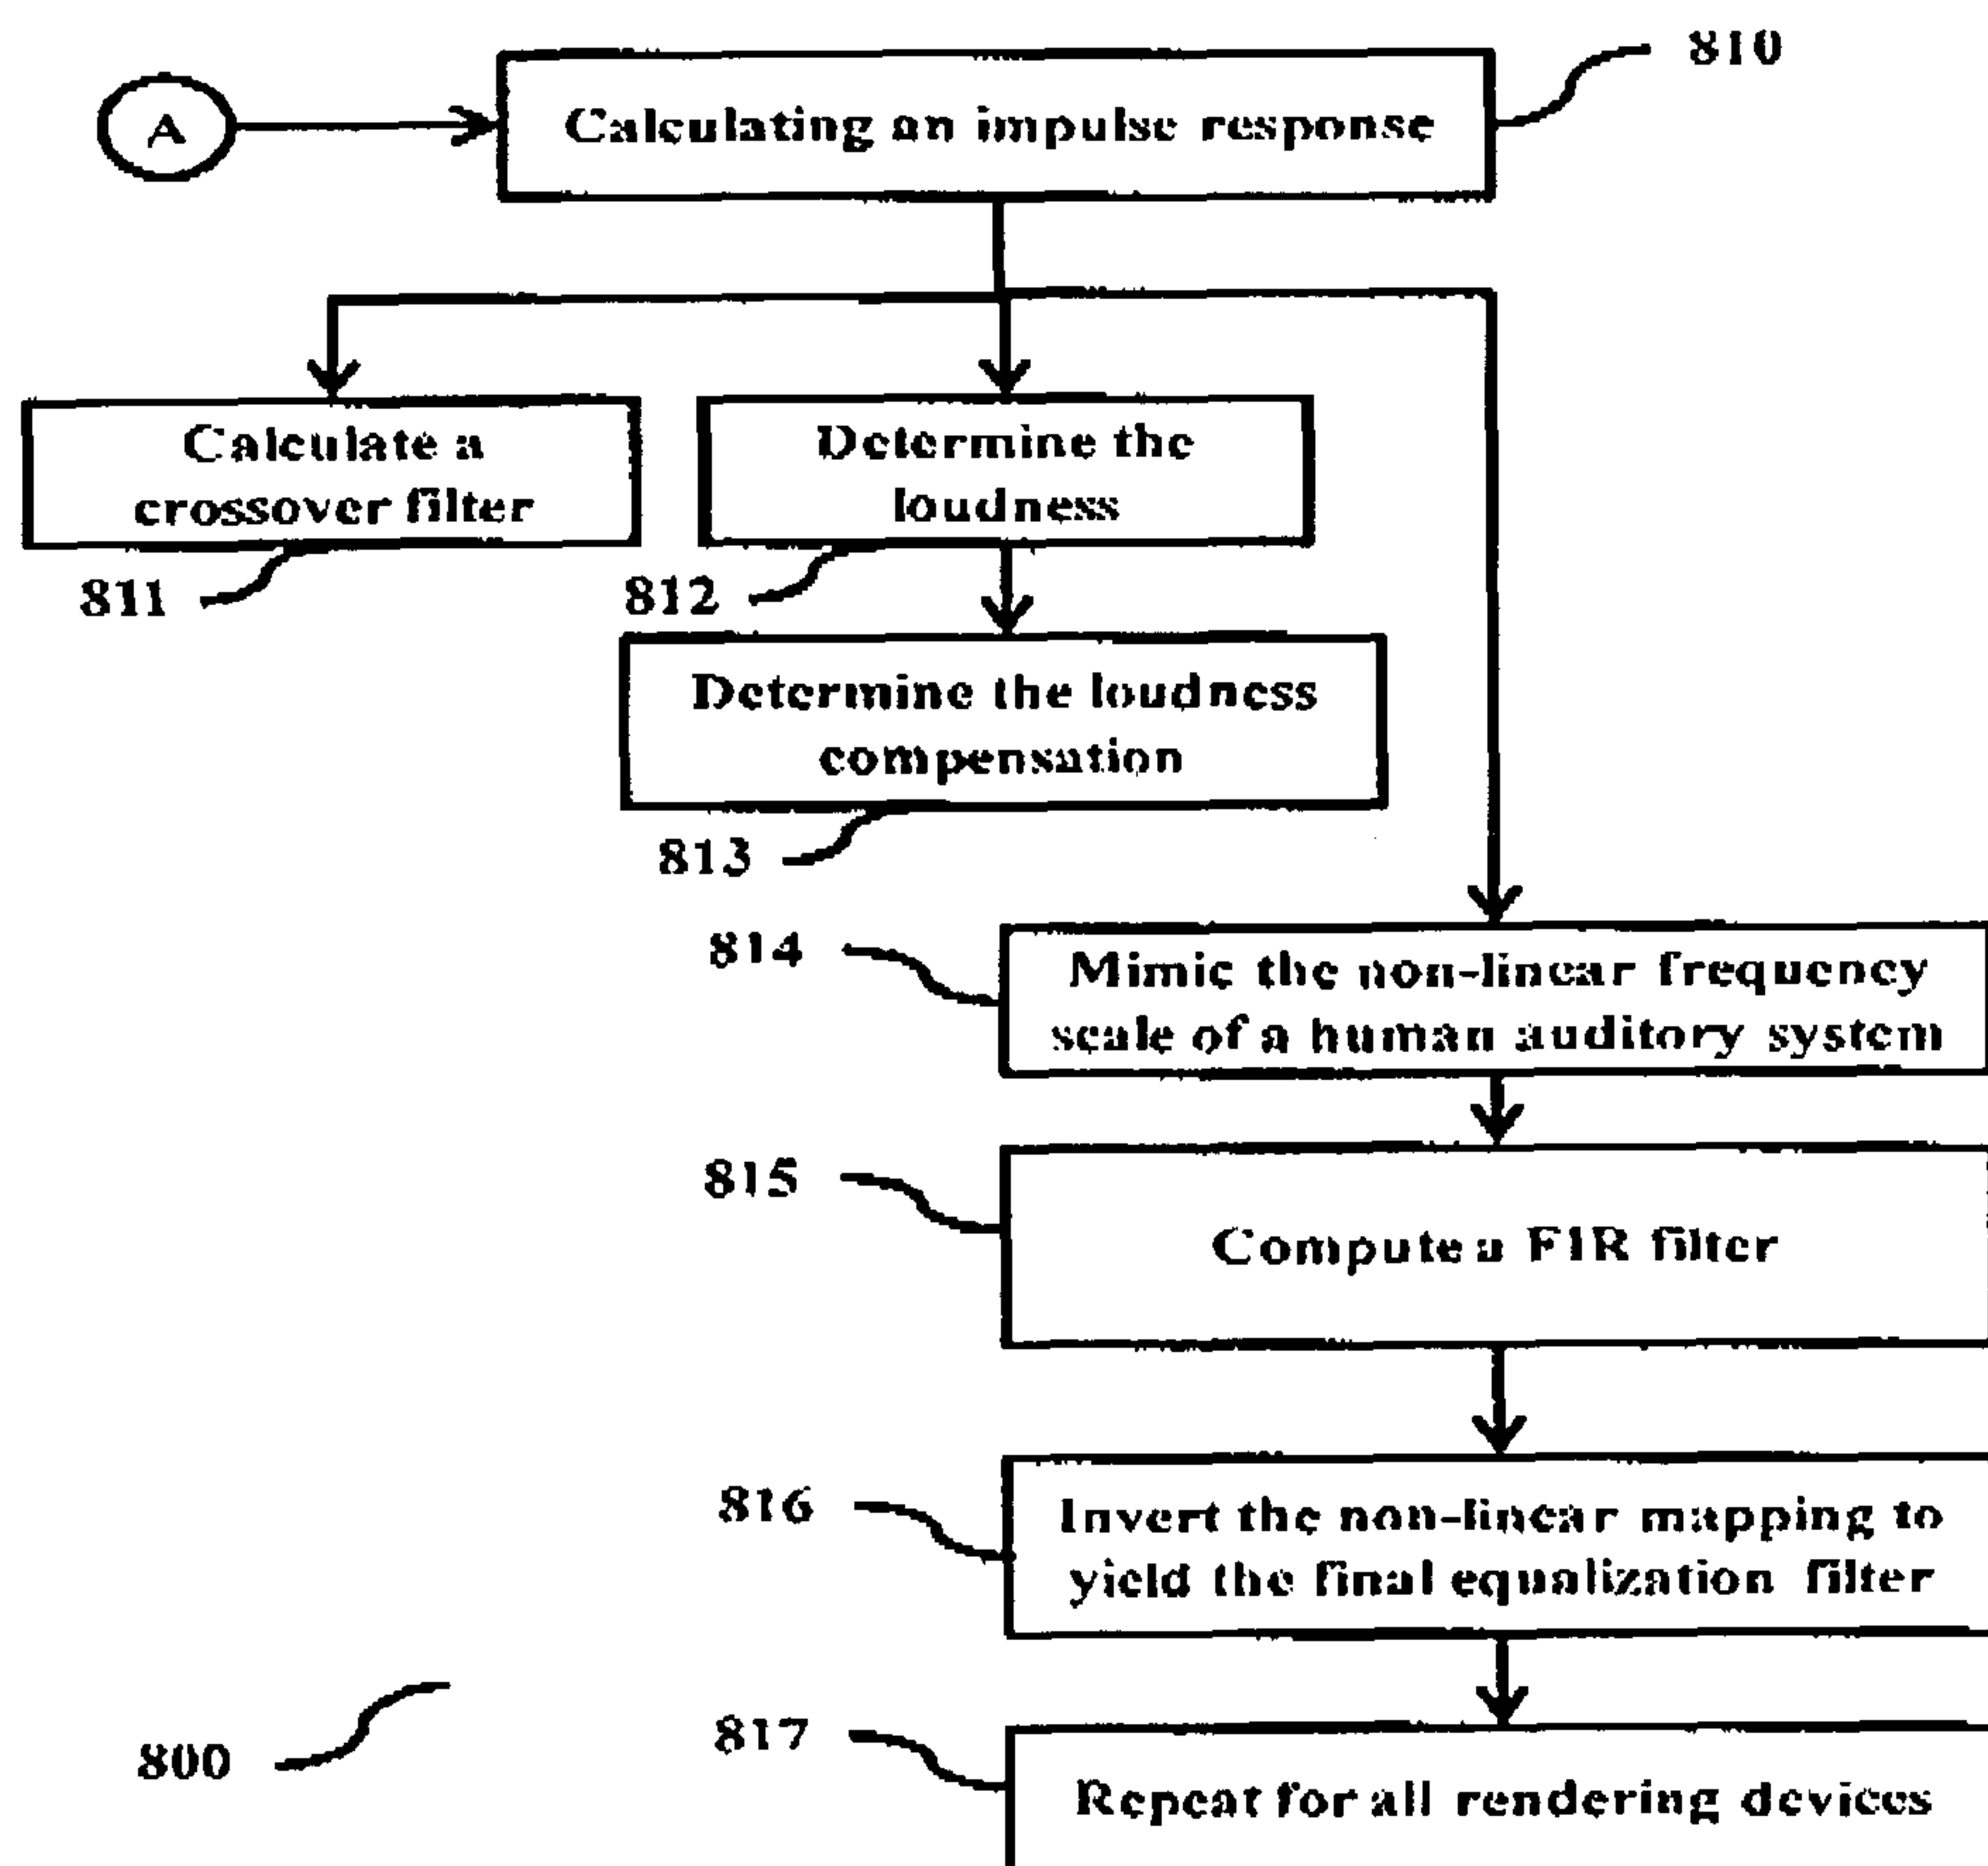 A
Calculating an impulse response
810
Calculate a
crossover filter
811
Determine the
loudness
812
Determine the loudness
compensation
813
814
Mimic the non-linear frequency
scale of a human auditory system
815
Compute a FIR filter
816
Invert the non-linear mapping to
yield the final equalization filter
800
817
Repeat for all rendering devices